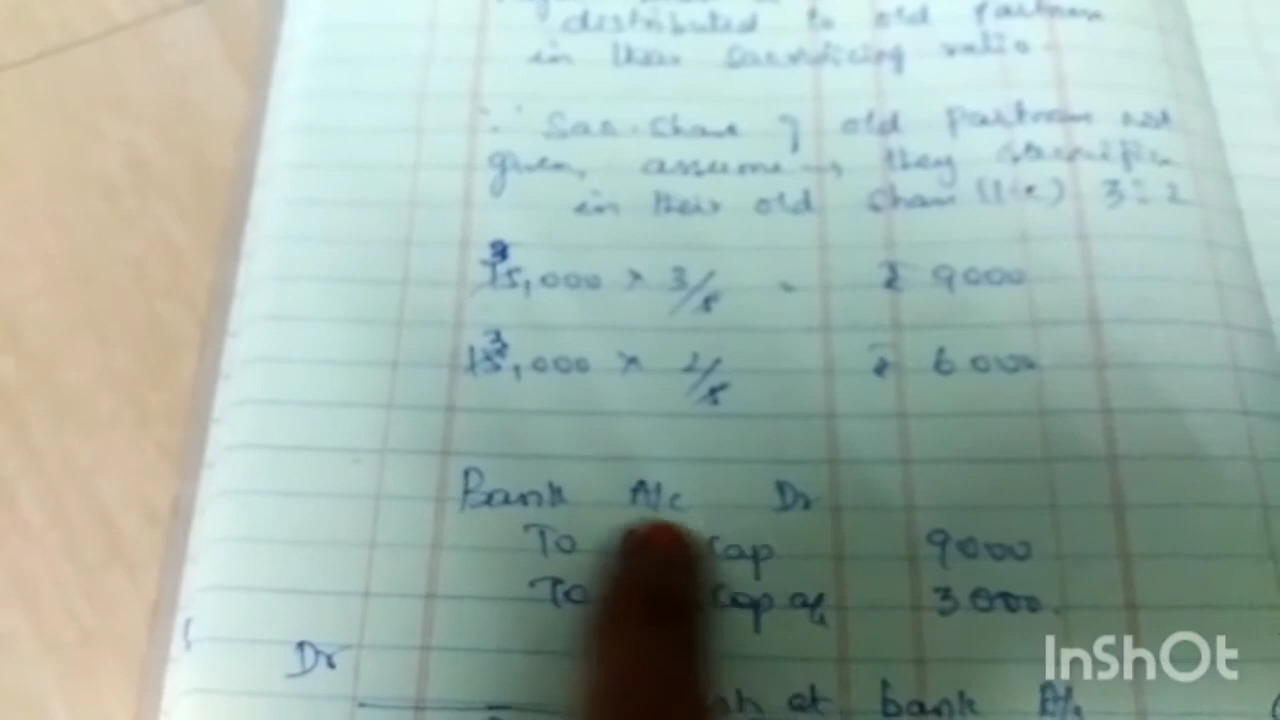 distributed to old partners
in their sacrificing ratio
∵ Sac. share of old partners not
given, assume → they sacrifice
in their old share (i.e) 3:2
3
15,000 × 3/5 - ₹ 9000
3
15,000 × 2/5 ₹ 6000
Bank A/c Dr
To cap 9000
To cap a/c 3000
Dr
at bank A/c
InShOt